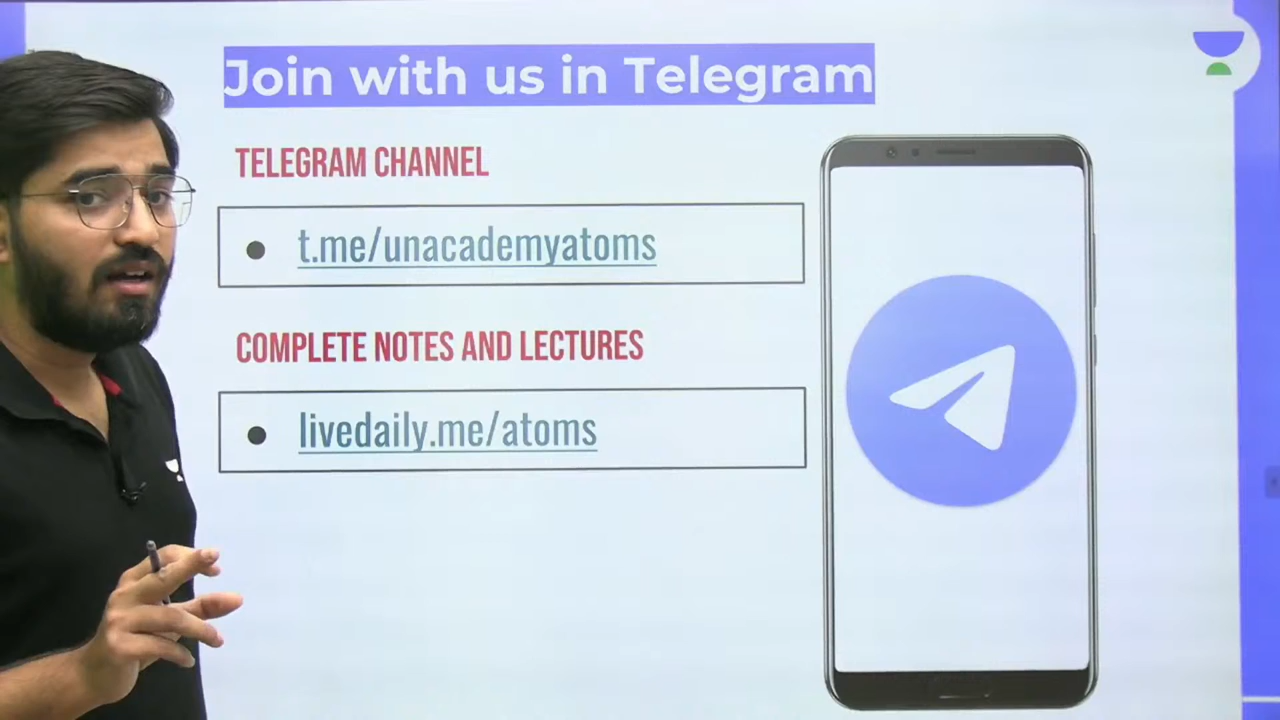 Join with us in Telegram
TELEGRAM CHANNEL
t.me/unacademyatoms
COMPLETE NOTES AND LECTURES
livedaily.me/atoms